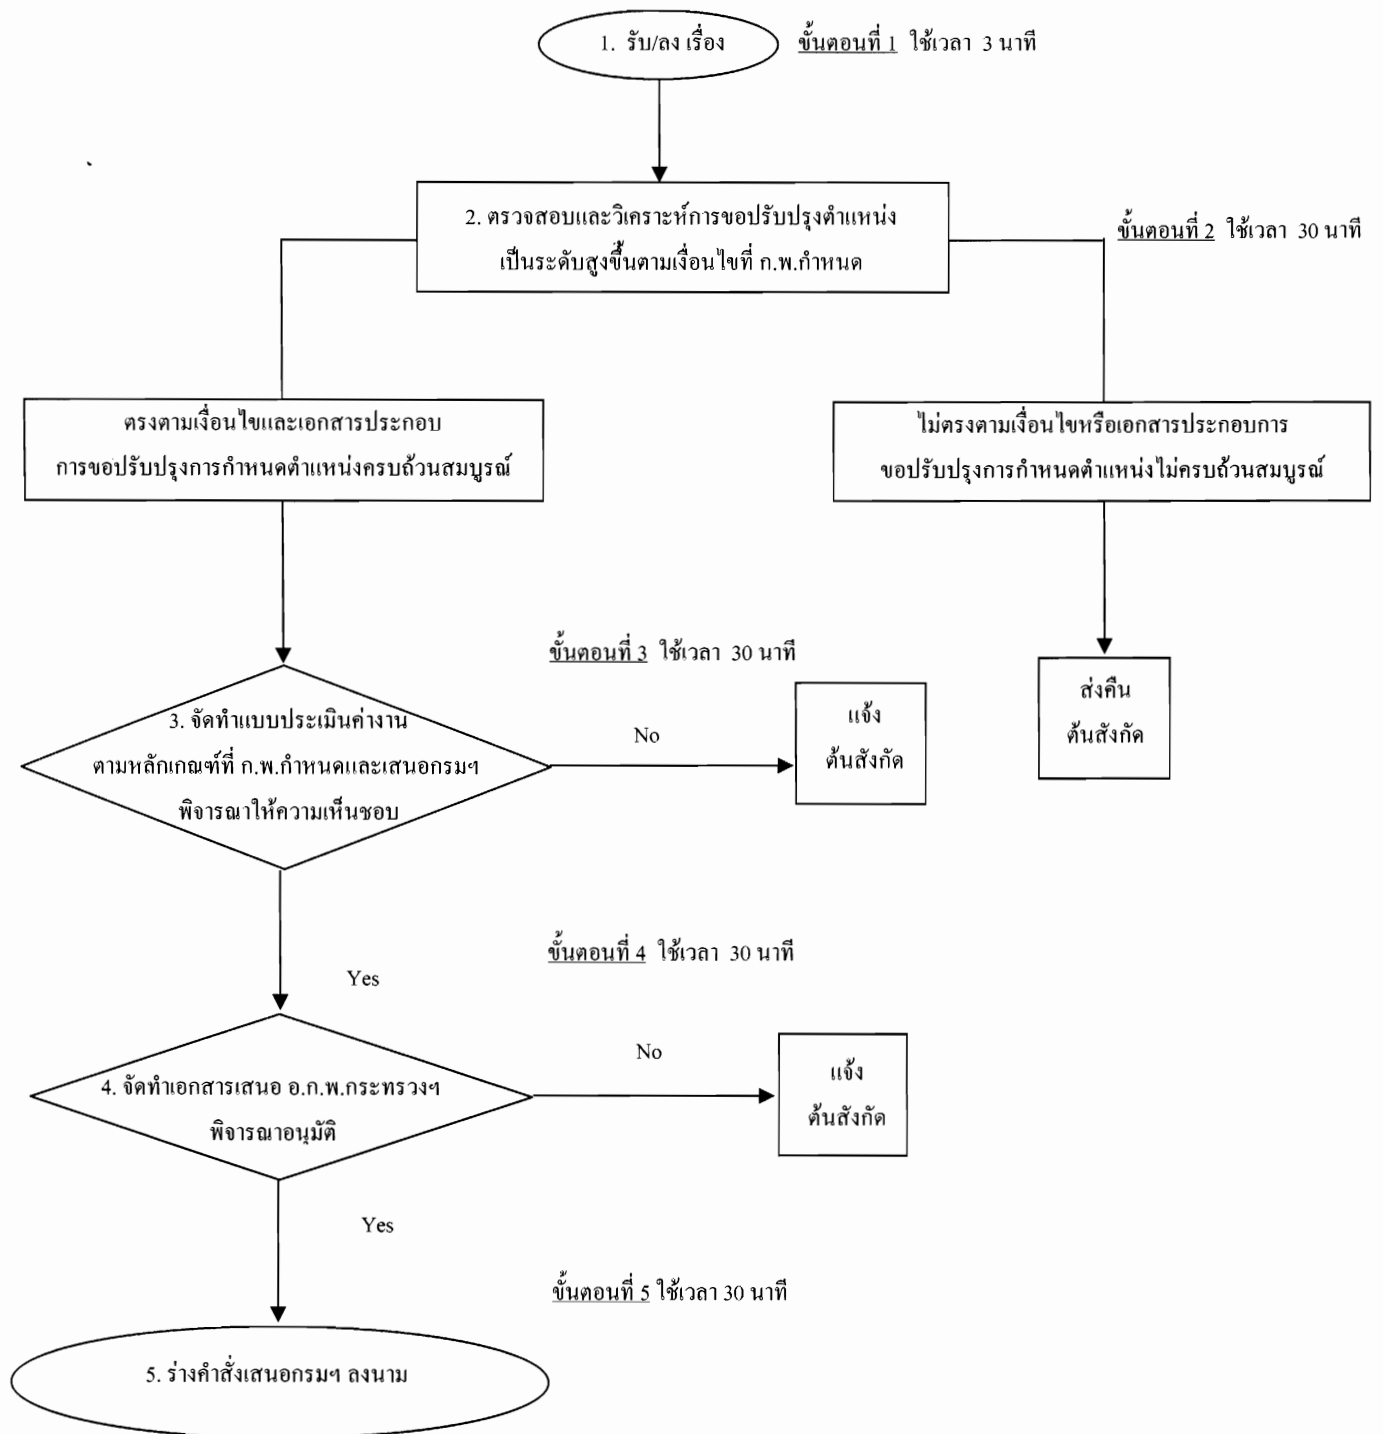 1. รับ/ลง เรื่อง
ขั้นตอนที่ 1 ใช้เวลา 3 นาที
2. ตรวจสอบและวิเคราะห์การขอปรับปรุงตำแหน่ง
เป็นระดับสูงขึ้นตามเงื่อนไขที่ ก.พ.กำหนด
ขั้นตอนที่ 2 ใช้เวลา 30 นาที
ตรงตามเงื่อนไขและเอกสารประกอบ
การขอปรับปรุงการกำหนดตำแหน่งครบถ้วนสมบูรณ์
ไม่ตรงตามเงื่อนไขหรือเอกสารประกอบการ
ขอปรับปรุงการกำหนดตำแหน่งไม่ครบถ้วนสมบูรณ์
ขั้นตอนที่ 3 ใช้เวลา 30 นาที
3. จัดทำแบบประเมินค่างาน
ตามหลักเกณฑ์ที่ ก.พ.กำหนดและเสนอกรมฯ
พิจารณาให้ความเห็นชอบ
No
แจ้ง
ต้นสังกัด
ส่งคืน
ต้นสังกัด
ขั้นตอนที่ 4 ใช้เวลา 30 นาที
Yes
4. จัดทำเอกสารเสนอ อ.ก.พ.กระทรวงฯ
พิจารณาอนุมัติ
No
แจ้ง
ต้นสังกัด
Yes
ขั้นตอนที่ 5 ใช้เวลา 30 นาที
5. ร่างคำสั่งเสนอกรมฯ ลงนาม